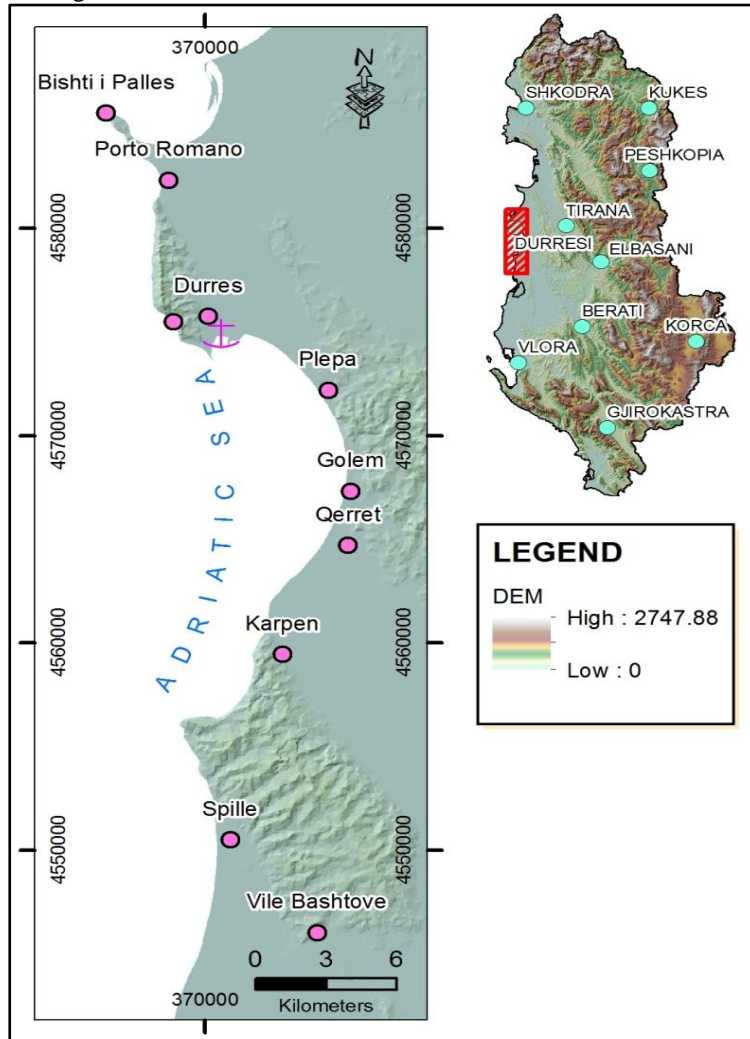 370000
N
Bishti i Palles
Porto Romano
4580000
4580000
Durres
Plepa
4570000
4570000
Golem
Qerret
ADRIATIC SEA
Karpen
4560000
4560000
Spille
4550000
4550000
Vile Bashtove
0 3 6
Kilometers
370000
SHKODRA
KUKES
PESHKOPIA
TIRANA
DURRESI
ELBASANI
BERATI
KORCA
VLORA
GJIROKASTRA
LEGEND
DEM
High : 2747.88
Low : 0